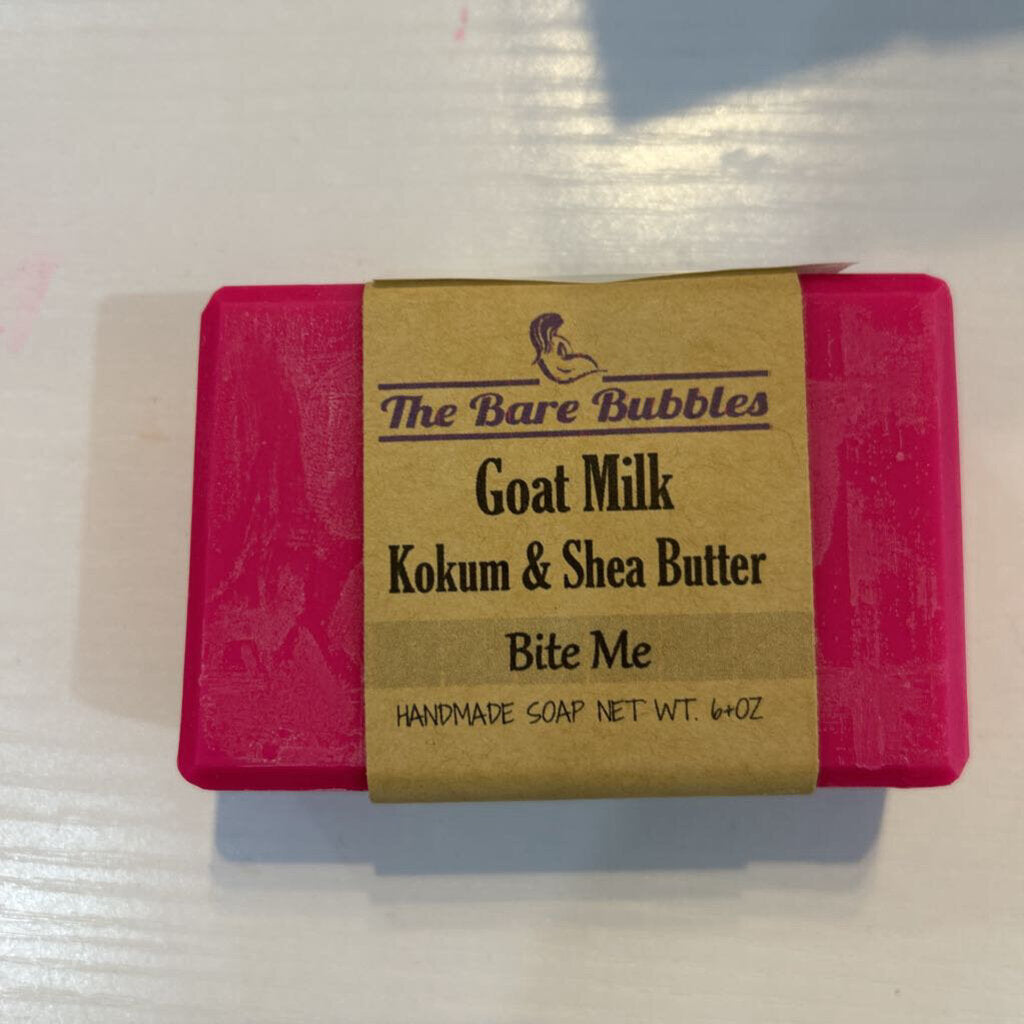 The Bare Bubbles
Goat Milk
Kokum & Shea Butter
Bite Me
HANDMADE SOAP NET WT. 6+OZ